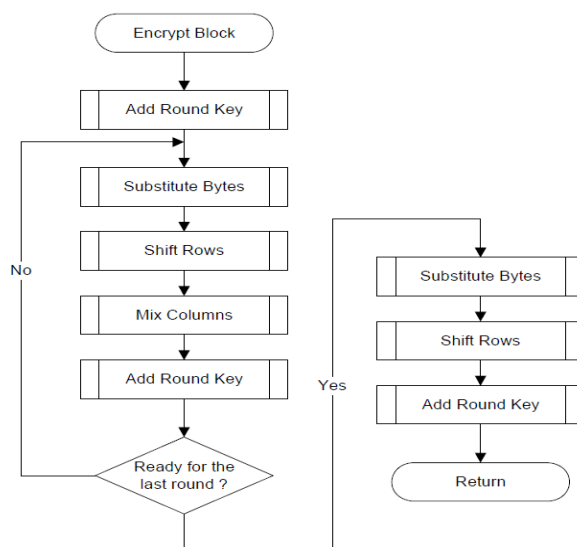 Encrypt Block
Add Round Key
Substitute Bytes
Shift Rows
No
Mix Columns
Add Round Key
Ready for the
last round ?
Yes
Substitute Bytes
Shift Rows
Add Round Key
Return